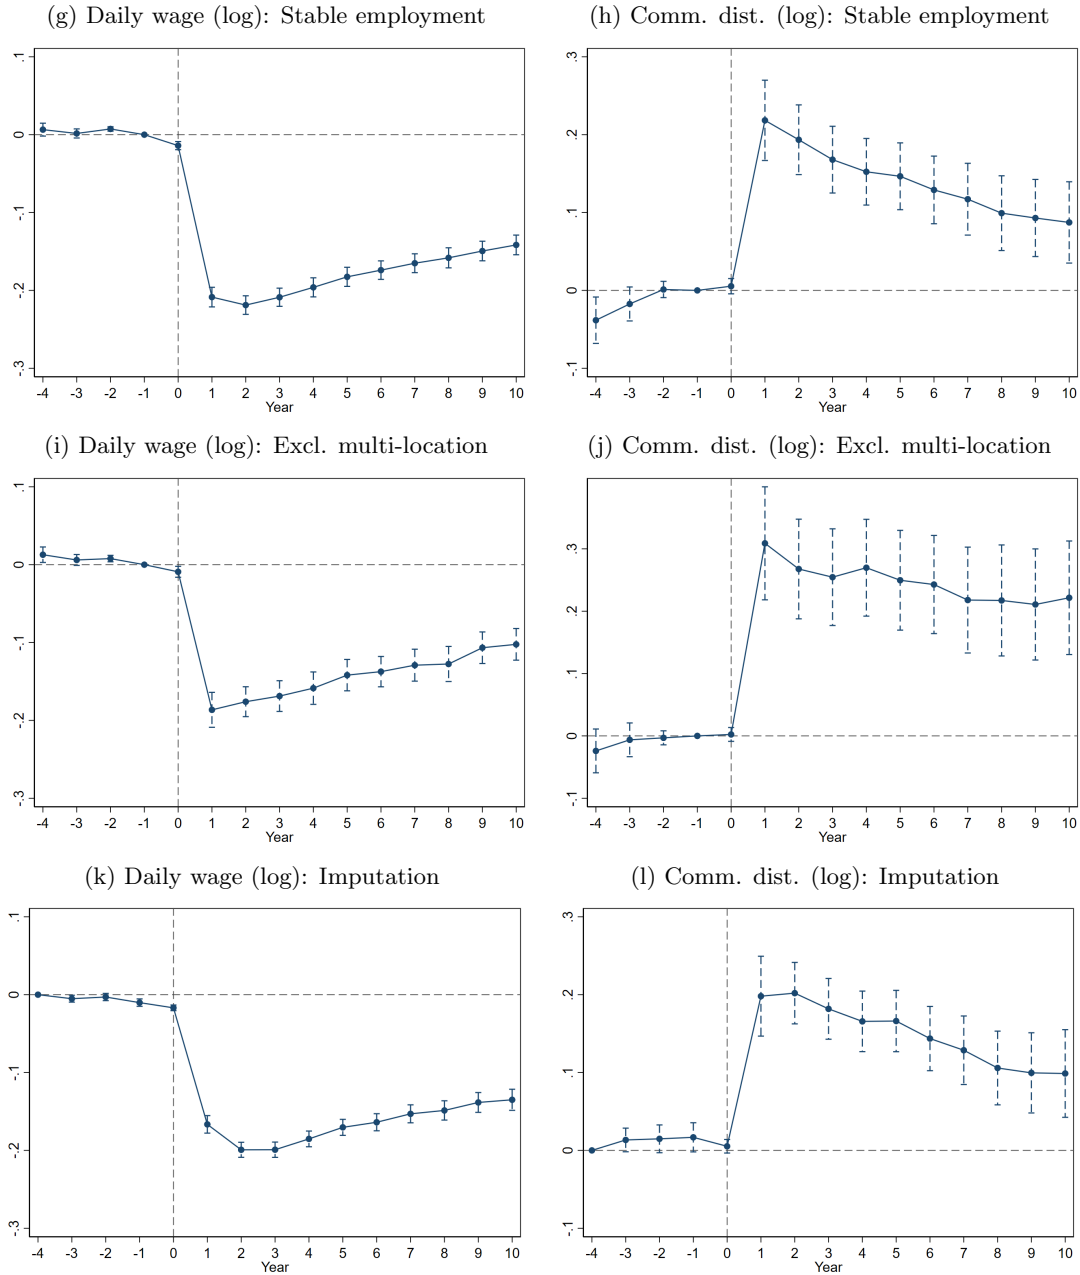 (g) Daily wage (log): Stable employment
.1
0
-.1
-.2
-.3
-4 -3 -2 -1 0 1 2 3 4 5 6 7 8 9 10
Year
(h) Comm. dist. (log): Stable employment
.3
.2
.1
0
-.1
-4 -3 -2 -1 0 1 2 3 4 5 6 7 8 9 10
Year
(i) Daily wage (log): Excl. multi-location
.1
0
-.1
-.2
-.3
-4 -3 -2 -1 0 1 2 3 4 5 6 7 8 9 10
Year
(j) Comm. dist. (log): Excl. multi-location
.3
.2
.1
0
-.1
-4 -3 -2 -1 0 1 2 3 4 5 6 7 8 9 10
Year
(k) Daily wage (log): Imputation
.1
0
-.1
-.2
-.3
-4 -3 -2 -1 0 1 2 3 4 5 6 7 8 9 10
Year
(l) Comm. dist. (log): Imputation
.3
.2
.1
0
-.1
-4 -3 -2 -1 0 1 2 3 4 5 6 7 8 9 10
Year